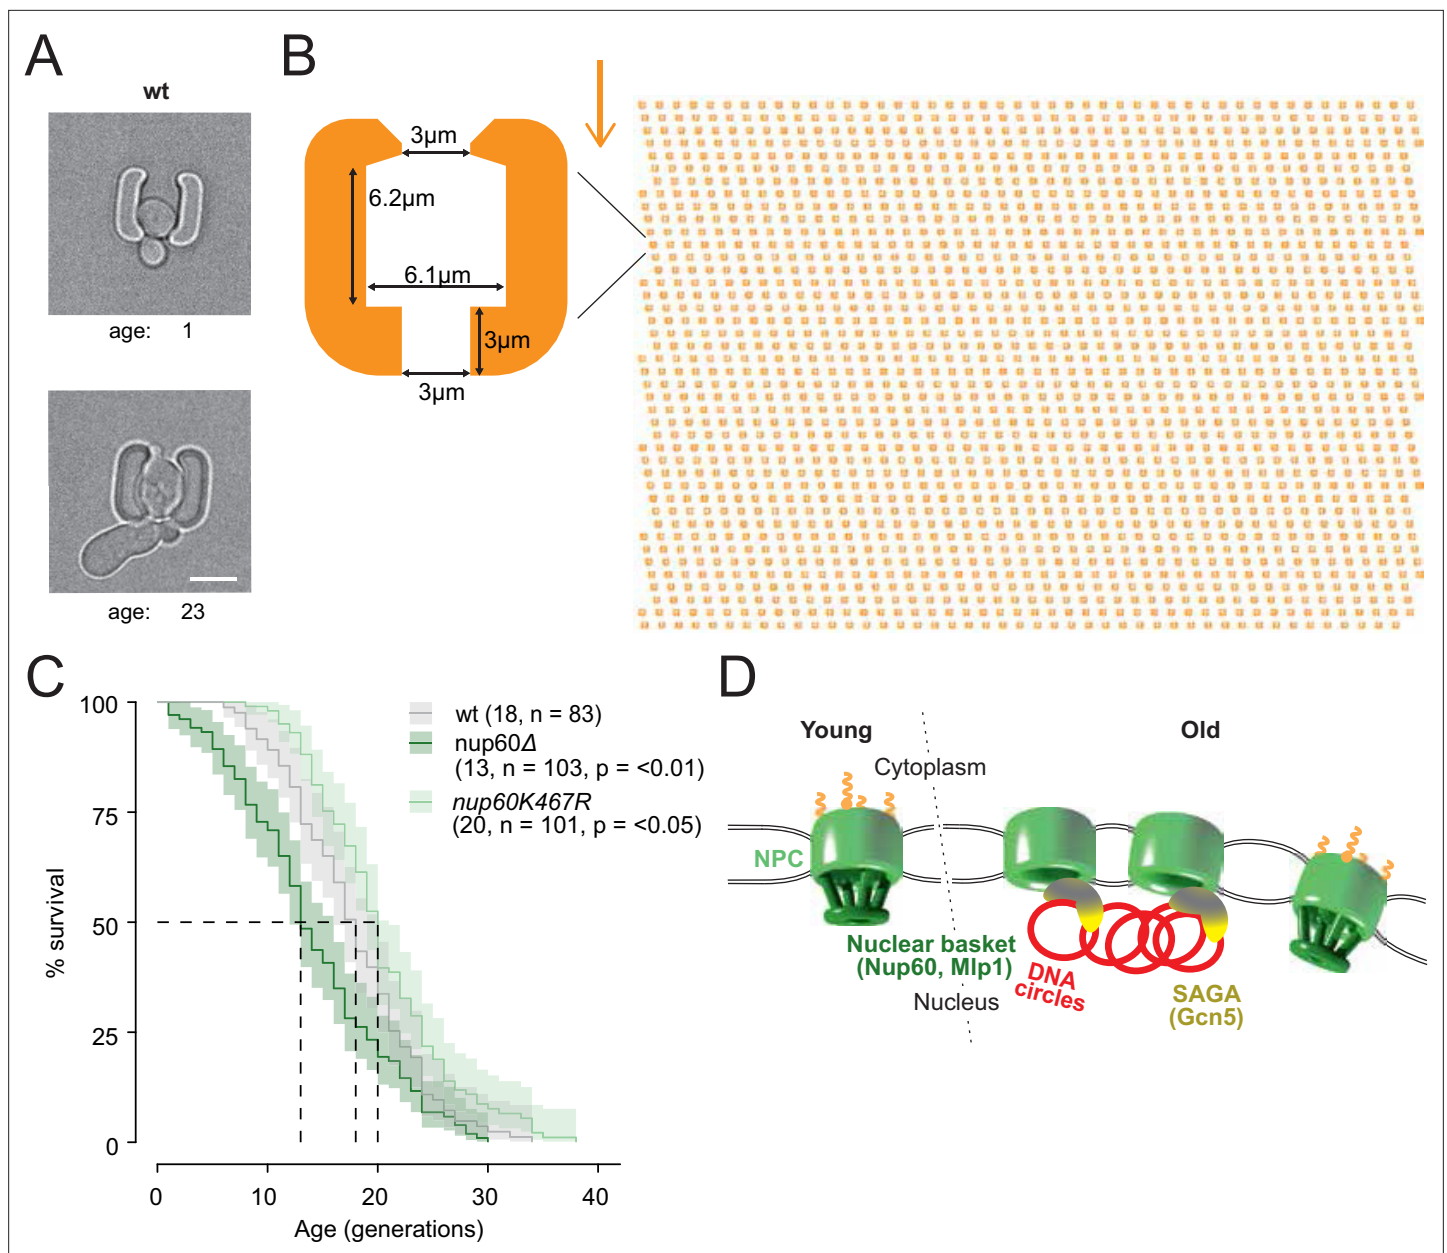 A
wt
age: 1
age: 23
B
3µm
6.2µm
6.1µm
3µm
3µm
C
100
75
50
25
0
% survival
0 10 20 30 40
Age (generations)
wt (18, n = 83)
nup60Δ
(13, n = 103, p = <0.01)
nup60K467R
(20, n = 101, p = <0.05)
D
Young
Old
Cytoplasm
NPC
Nuclear basket
(Nup60, Mlp1)
Nucleus
DNA
circles
SAGA
(Gcn5)